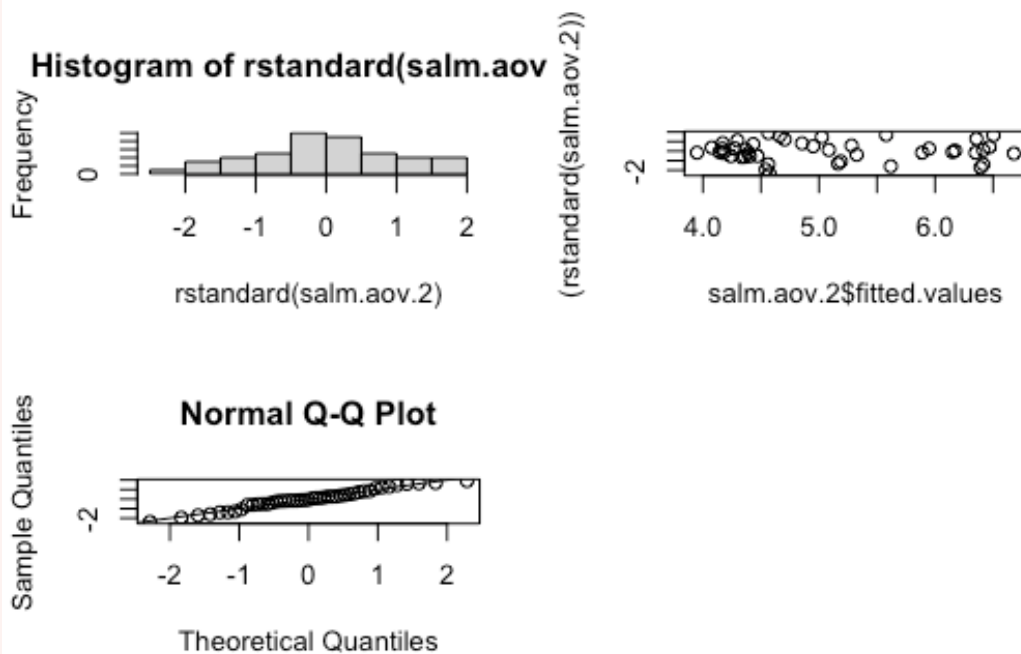 Histogram of rstandard(salm.aov
Frequency
0
-2 -1 0 1 2
rstandard(salm.aov.2)
(rstandard(salm.aov.2))
-2
4.0 5.0 6.0
salm.aov.2$fitted.values
Normal Q-Q Plot
Sample Quantiles
-2
-2 -1 0 1 2
Theoretical Quantiles